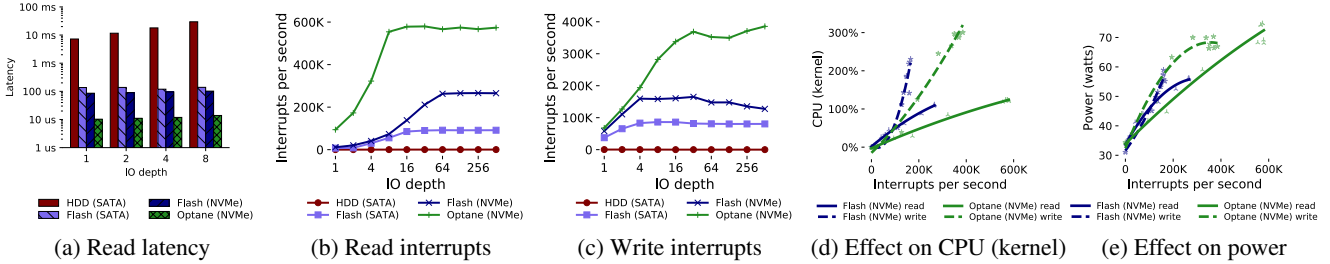 100 ms
10 ms
1 ms
100 us
10 us
1 us
Latency
1 2 4 8
IO depth
HDD (SATA)
Flash (SATA)
Flash (NVMe)
Optane (NVMe)
(a) Read latency
600K
400K
200K
0
Interrupts per second
1 4 16 64 256
IO depth
HDD (SATA)
Flash (SATA)
Flash (NVMe)
Optane (NVMe)
(b) Read interrupts
400K
300K
200K
100K
0
Interrupts per second
1 4 16 64 256
IO depth
HDD (SATA)
Flash (SATA)
Flash (NVMe)
Optane (NVMe)
(c) Write interrupts
300%
200%
100%
0%
CPU (kernel)
0 200K 400K 600K
Interrupts per second
Flash (NVMe) read
Flash (NVMe) write
Optane (NVMe) read
Optane (NVMe) write
(d) Effect on CPU (kernel)
70
60
50
40
30
Power (watts)
0 200K 400K 600K
Interrupts per second
Flash (NVMe) read
Flash (NVMe) write
Optane (NVMe) read
Optane (NVMe) write
(e) Effect on power